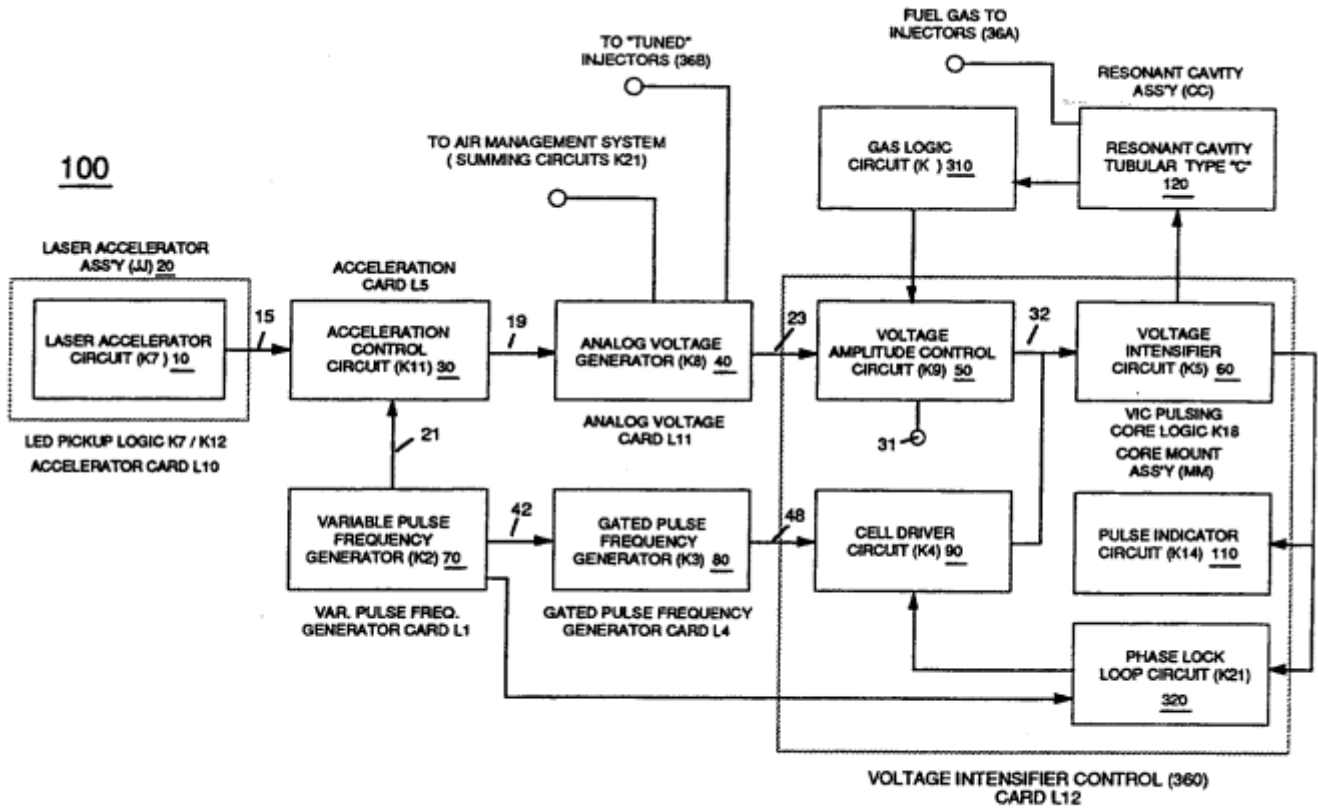 FUEL GAS TO
INJECTORS (36A)
TO "TUNED"
INJECTORS (36B)
RESONANT CAVITY
ASS'Y (CC)
TO AIR MANAGEMENT SYSTEM
( SUMMING CIRCUITS K21)
GAS LOGIC
CIRCUIT (K ) 310
RESONANT CAVITY
TUBULAR TYPE "C"
120
100
LASER ACCELERATOR
ASS'Y (JJ) 20
ACCELERATION
CARD L5
LASER ACCELERATOR
CIRCUIT (K7 ) 10
15
ACCELERATION
CONTROL
CIRCUIT (K11) 30
19
ANALOG VOLTAGE
GENERATOR (K8) 40
23
VOLTAGE
AMPLITUDE CONTROL
CIRCUIT (K9) 50
32
VOLTAGE
INTENSIFIER
CIRCUIT (K5) 60
LED PICKUP LOGIC K7 / K12
ACCELERATOR CARD L10
21
ANALOG VOLTAGE
CARD L11
31
VIC PULSING
CORE LOGIC K18
CORE MOUNT
ASS'Y (MM)
VARIABLE PULSE
FREQUENCY
GENERATOR (K2) 70
42
GATED PULSE
FREQUENCY
GENERATOR (K3) 80
48
CELL DRIVER
CIRCUIT (K4) 90
PULSE INDICATOR
CIRCUIT (K14) 110
VAR. PULSE FREQ.
GENERATOR CARD L1
GATED PULSE FREQUENCY
GENERATOR CARD L4
PHASE LOCK
LOOP CIRCUIT (K21)
320
VOLTAGE INTENSIFIER CONTROL (360)
CARD L12